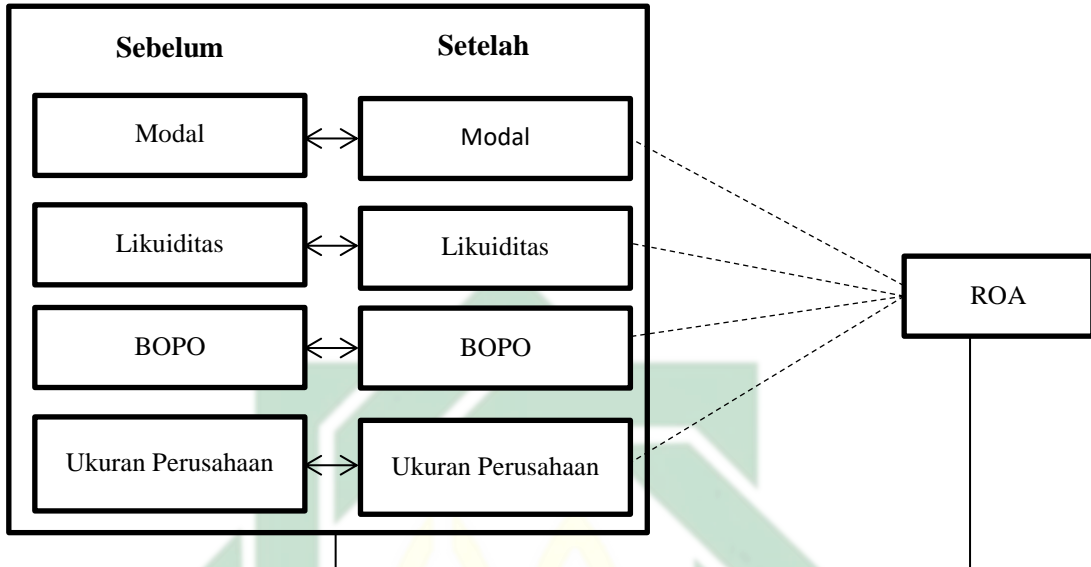 Sebelum
Setelah
Modal
Modal
Likuiditas
Likuiditas
ROA
BOPO
BOPO
Ukuran Perusahaan
Ukuran Perusahaan